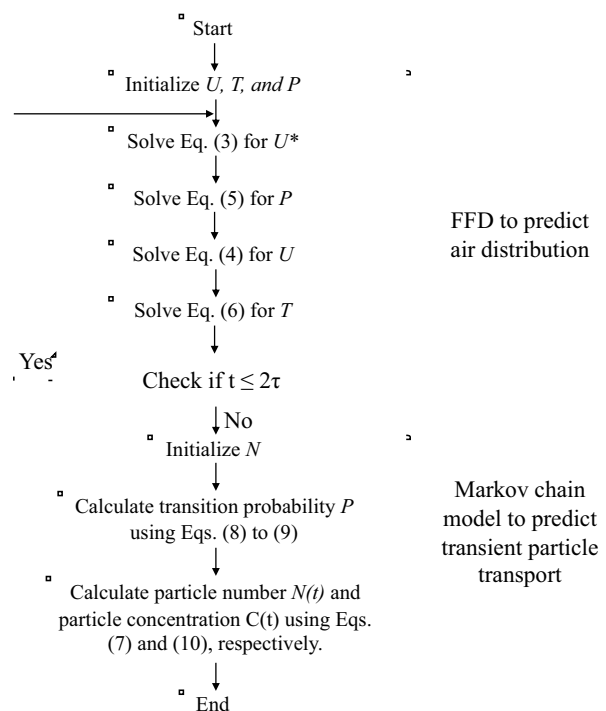 Start
Initialize U, T, and P
Solve Eq. (3) for U*
Solve Eq. (5) for P
Solve Eq. (4) for U
Solve Eq. (6) for T
FFD to predict
air distribution
Yes
Check if t ≤ 2τ
No
Initialize N
Calculate transition probability P
using Eqs. (8) to (9)
Calculate particle number N(t) and
particle concentration C(t) using Eqs.
(7) and (10), respectively.
Markov chain
model to predict
transient particle
transport
End